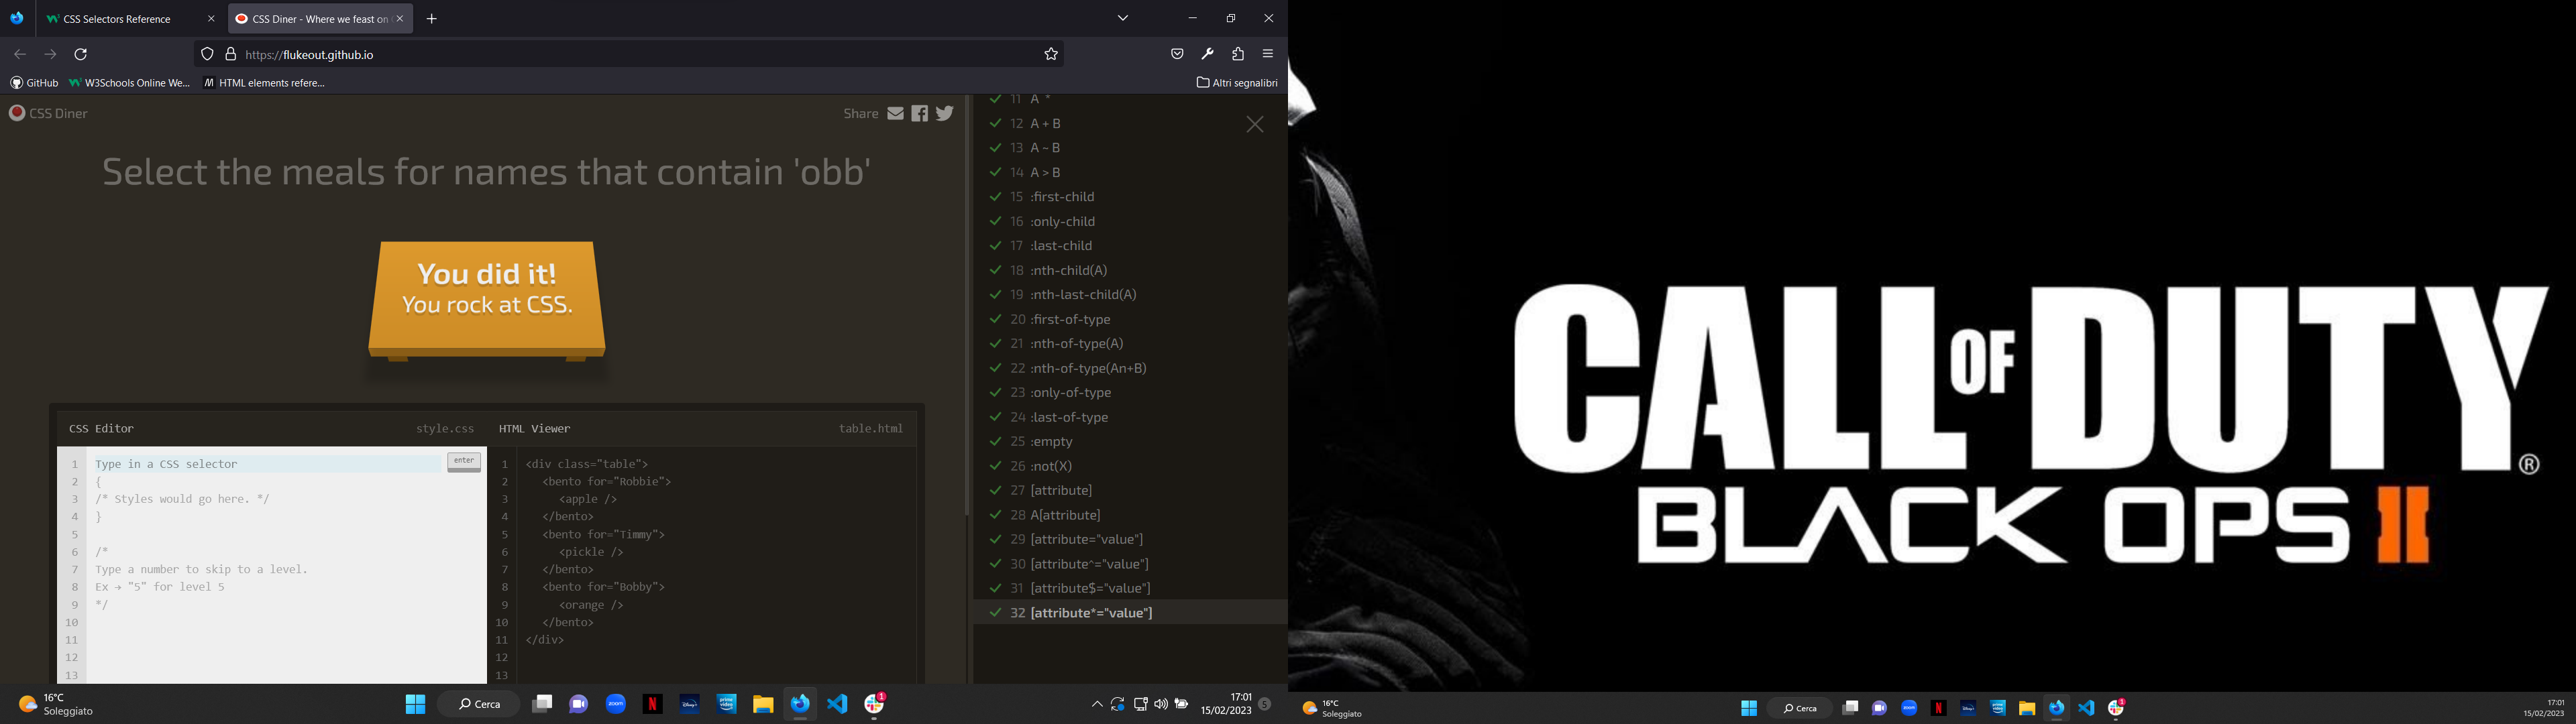 CSS Selectors Reference
CSS Diner - Where we feast on
https://flukeout.github.io
GitHub
W3Schools Online We...
HTML elements refere...
Altri segnalibri
CSS Diner
Share
Select the meals for names that contain 'obb'
You did it!
You rock at CSS.
CSS Editor
style.css
1 Type in a CSS selector
enter
2 {
3 /* Styles would go here. */
4 }
5
6 /*
7 Type a number to skip to a level.
8 Ex → "5" for level 5
9 */
10
11
12
13
HTML Viewer
table.html
1 <div class="table">
2 <bento for="Robbie">
3 <apple />
4 </bento>
5 <bento for="Timmy">
6 <pickle />
7 </bento>
8 <bento for="Bobby">
9 <orange />
10 </bento>
11 </div>
12
13
11 A *
12 A + B
13 A ~ B
14 A > B
15 :first-child
16 :only-child
17 :last-child
18 :nth-child(A)
19 :nth-last-child(A)
20 :first-of-type
21 :nth-of-type(A)
22 :nth-of-type(An+B)
23 :only-of-type
24 :last-of-type
25 :empty
26 :not(X)
27 [attribute]
28 A[attribute]
29 [attribute="value"]
30 [attribute^="value"]
31 [attribute$="value"]
32 [attribute*="value"]
16°C
Soleggiato
Cerca
zoom
N
Disney+
prime video
1
17:01
15/02/2023
5
CALL OF DUTY®
BLACK OPS II
16°C
Soleggiato
Cerca
zoom
N
Disney+
1
17:01
15/02/2023